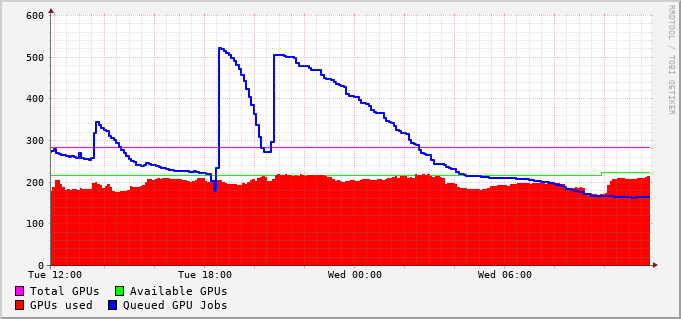 600
500
400
300
200
100
0
Tue 12:00 Tue 18:00 Wed 00:00 Wed 06:00
Total GPUs Available GPUs
GPUs used Queued GPU Jobs
RRDTOOL / TOBI OETIKER